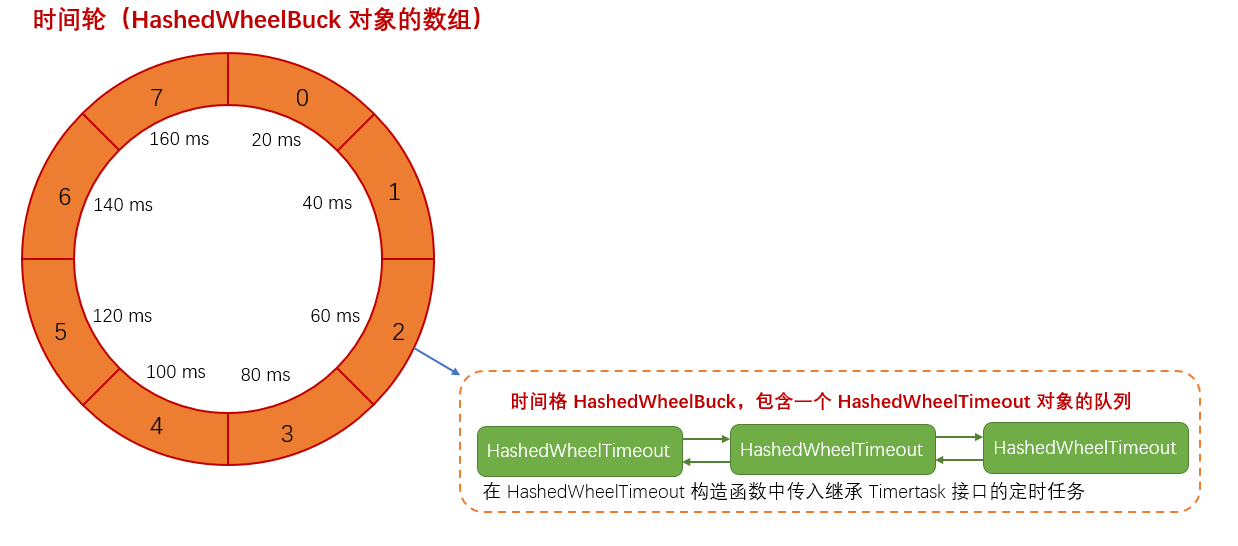 时间轮（HashedWheelBuck 对象的数组）
7
0
160 ms
20 ms
6
1
140 ms
40 ms
120 ms
60 ms
5
2
100 ms
80 ms
4
3
时间格 HashedWheelBuck，包含一个 HashedWheelTimeout 对象的队列
HashedWheelTimeout
HashedWheelTimeout
HashedWheelTimeout
在 HashedWheelTimeout 构造函数中传入继承 Timertask 接口的定时任务